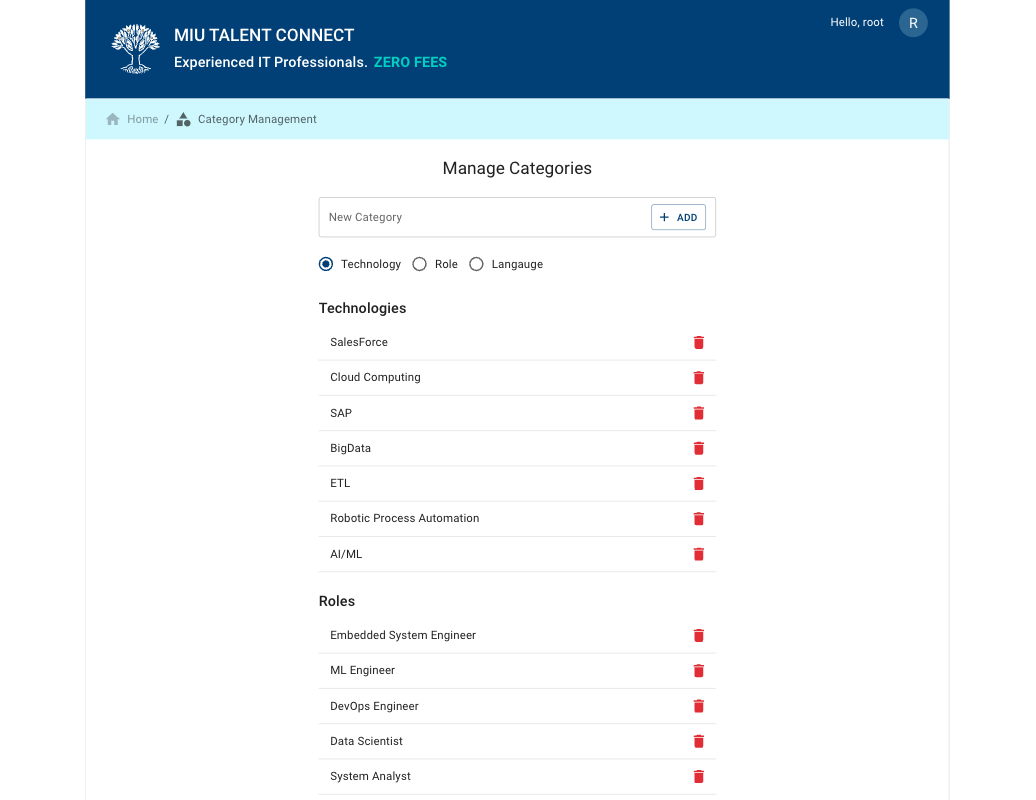 MIU TALENT CONNECT
Experienced IT Professionals. ZERO FEES
Hello, root
R
Home / Category Management
Manage Categories
New Category
+ ADD
Technology Role Langauge
Technologies
SalesForce
Cloud Computing
SAP
BigData
ETL
Robotic Process Automation
AI/ML
Roles
Embedded System Engineer
ML Engineer
DevOps Engineer
Data Scientist
System Analyst